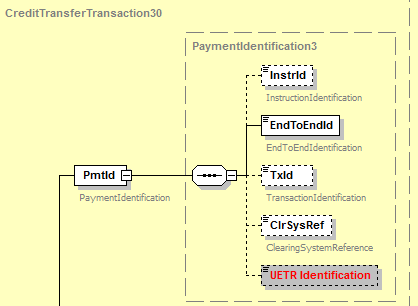 CreditTransferTransaction30
PaymentIdentification3
InstrId
InstructionIdentification
EndToEndId
EndToEndIdentification
PmtId
PaymentIdentification
TxId
TransactionIdentification
ClrSysRef
ClearingSystemReference
UETR Identification